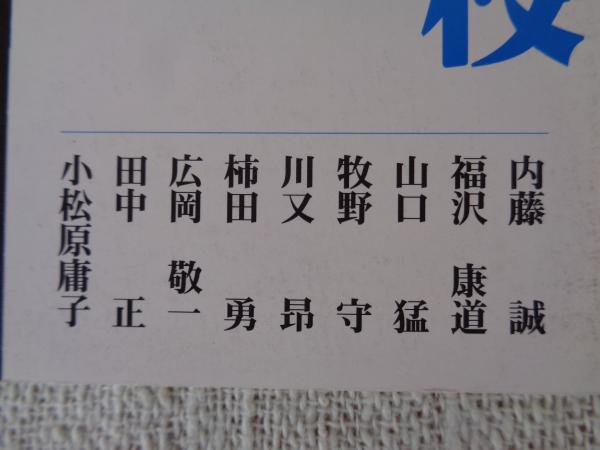 校
内藤 誠
福沢 康道
山口 猛
牧野 守
川又 昂
柿田 勇
広岡 敬一
田中 正
小松原庸子